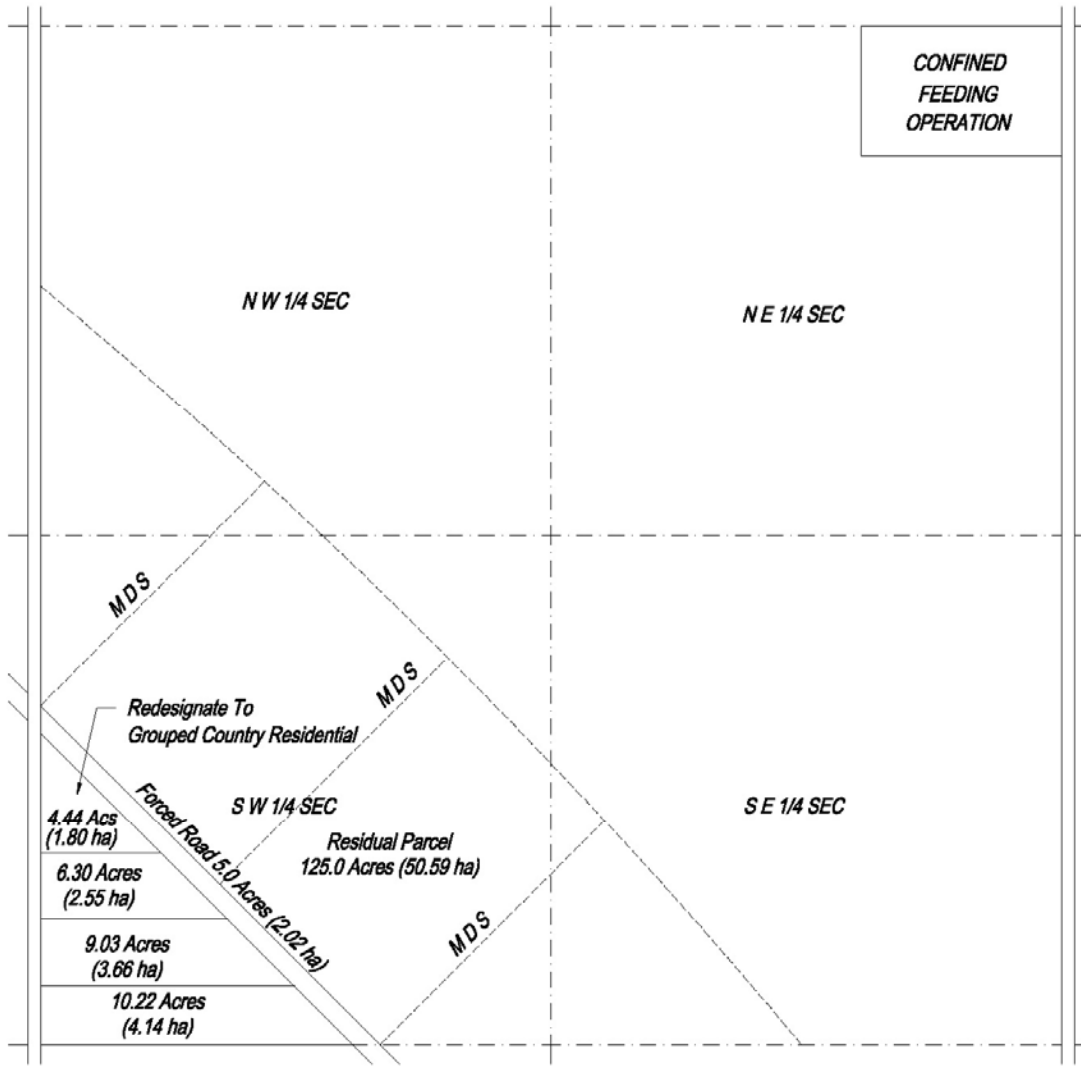 CONFINED
FEEDING
OPERATION
N W 1/4 SEC
N E 1/4 SEC
MDS
MDS
Redesignate To
Grouped Country Residential
Forced Road 5.0 Acres (2.02 ha)
S W 1/4 SEC
S E 1/4 SEC
4.44 Acs
(1.80 ha)
Residual Parcel
125.0 Acres (50.59 ha)
6.30 Acres
(2.55 ha)
MDS
9.03 Acres
(3.66 ha)
10.22 Acres
(4.14 ha)